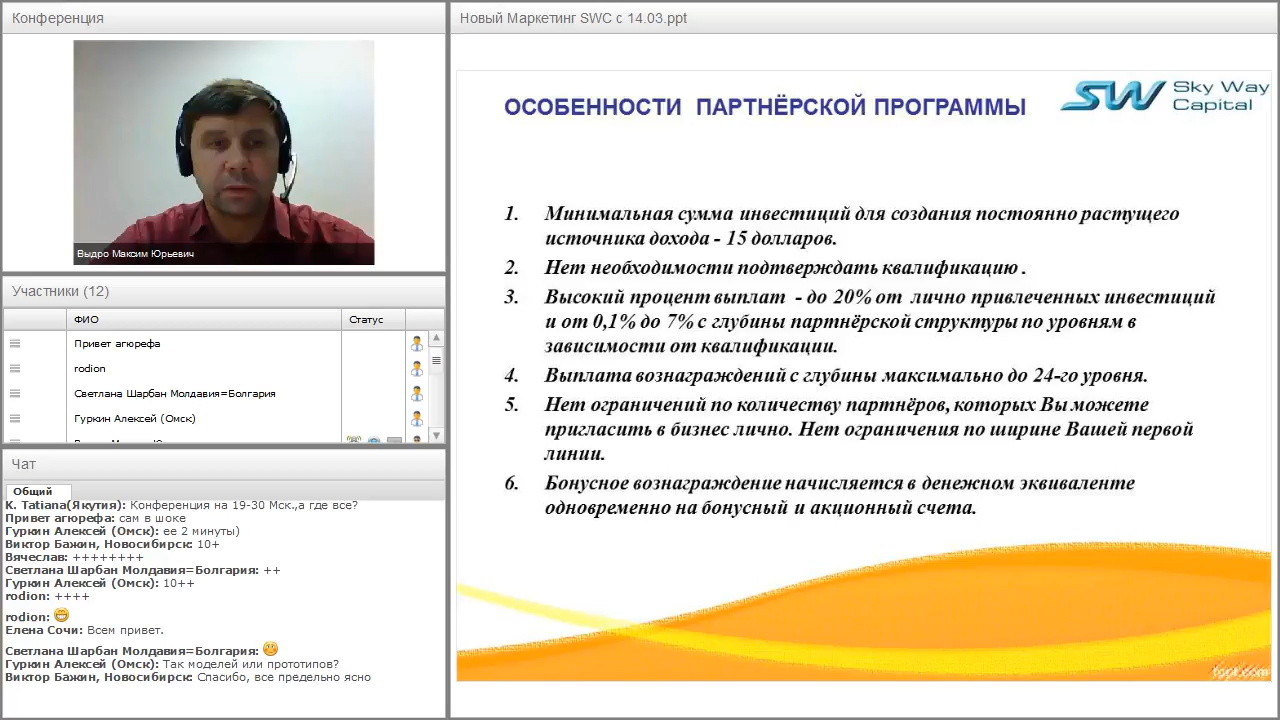 Конференция
Выдро Максим Юрьевич
Участники (12)
ФИО
Статус
Привет агюрефа
rodion
Светлана Шарбан Молдавия=Болгария
Гуркин Алексей (Омск)
Чат
Общий
K. Tatiana(Якутия): Конференция на 19-30 Мск.,а где все?
Привет агюрефа: сам в шоке
Гуркин Алексей (Омск): ее 2 минуты)
Виктор Бажин, Новосибирск: 10+
Вячеслав: ++++++++
Светлана Шарбан Молдавия=Болгария: ++
Гуркин Алексей (Омск): 10++
rodion: ++++
rodion:
Елена Сочи: Всем привет.
Светлана Шарбан Молдавия=Болгария:
Гуркин Алексей (Омск): Так моделей или прототипов?
Виктор Бажин, Новосибирск: Спасибо, все предельно ясно
Новый Маркетинг SWC с 14.03.ppt
ОСОБЕННОСТИ ПАРТНЁРСКОЙ ПРОГРАММЫ
SW Sky Way
Capital
1. Минимальная сумма инвестиций для создания постоянно растущего
источника дохода - 15 долларов.
2. Нет необходимости подтверждать квалификацию .
3. Высокий процент выплат - до 20% от лично привлеченных инвестиций
и от 0,1% до 7% с глубины партнёрской структуры по уровням в
зависимости от квалификации.
4. Выплата вознаграждений с глубины максимально до 24-го уровня.
5. Нет ограничений по количеству партнёров, которых Вы можете
пригласить в бизнес лично. Нет ограничения по ширине Вашей первой
линии.
6. Бонусное вознаграждение начисляется в денежном эквиваленте
одновременно на бонусный и акционный счета.
fppt.com